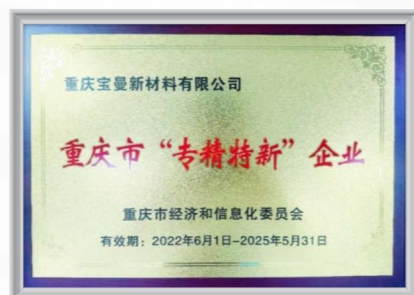 重庆宝曼新材料有限公司
重庆市“专精特新”企业
重庆市经济和信息化委员会
有效期：2022年6月1日-2025年5月31日